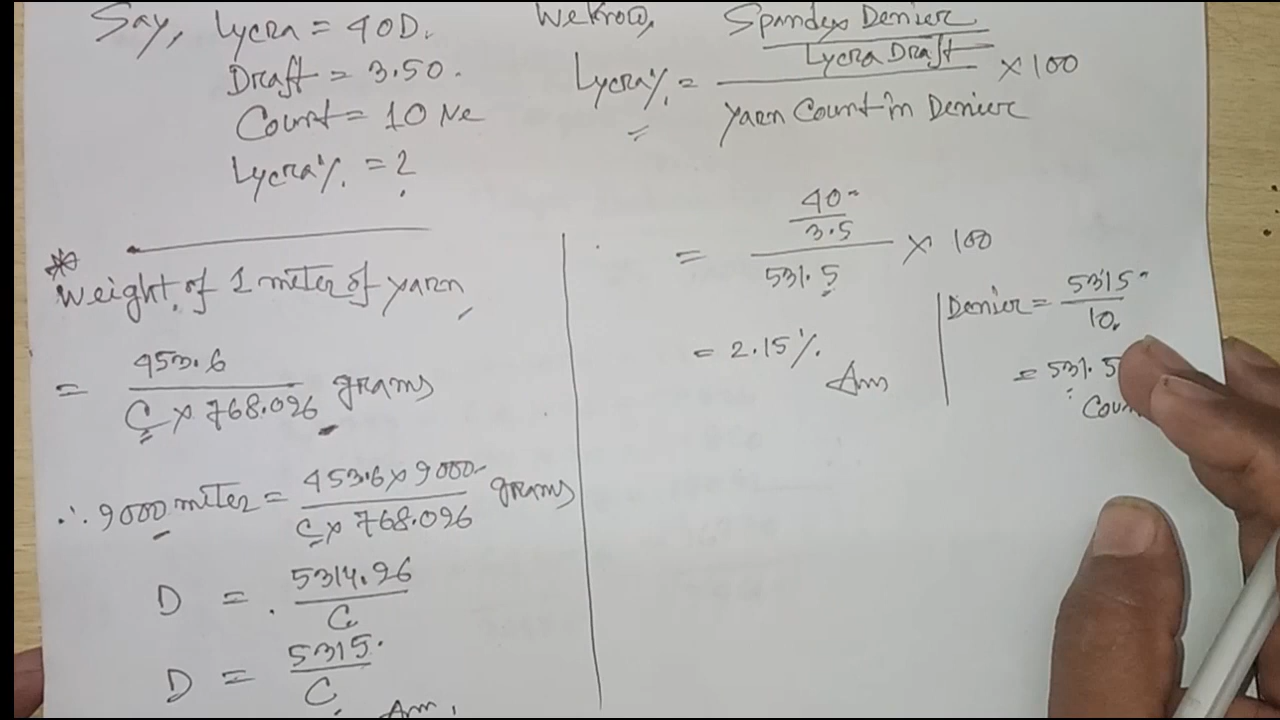 Say, Lycra = 40D.
Draft = 3.50.
Count = 10 Ne
Lycra% = ?
We Know,
Lycra% = Spandex Denier / Lycra Draft / Yarn Count in Denier × 100
= 40 / 3.5 / 531.5 × 100
= 2.15%.
Ans
Denier = 5315 / 10
= 531.5
Coun
* Weight of 1 meter of yarn,
= 453.6 / C × 768.096 grams
∴ 9000 meter = 453.6 × 9000 / C × 768.096 grams
D = 5314.96 / C
D = 5315 / C
Ans,